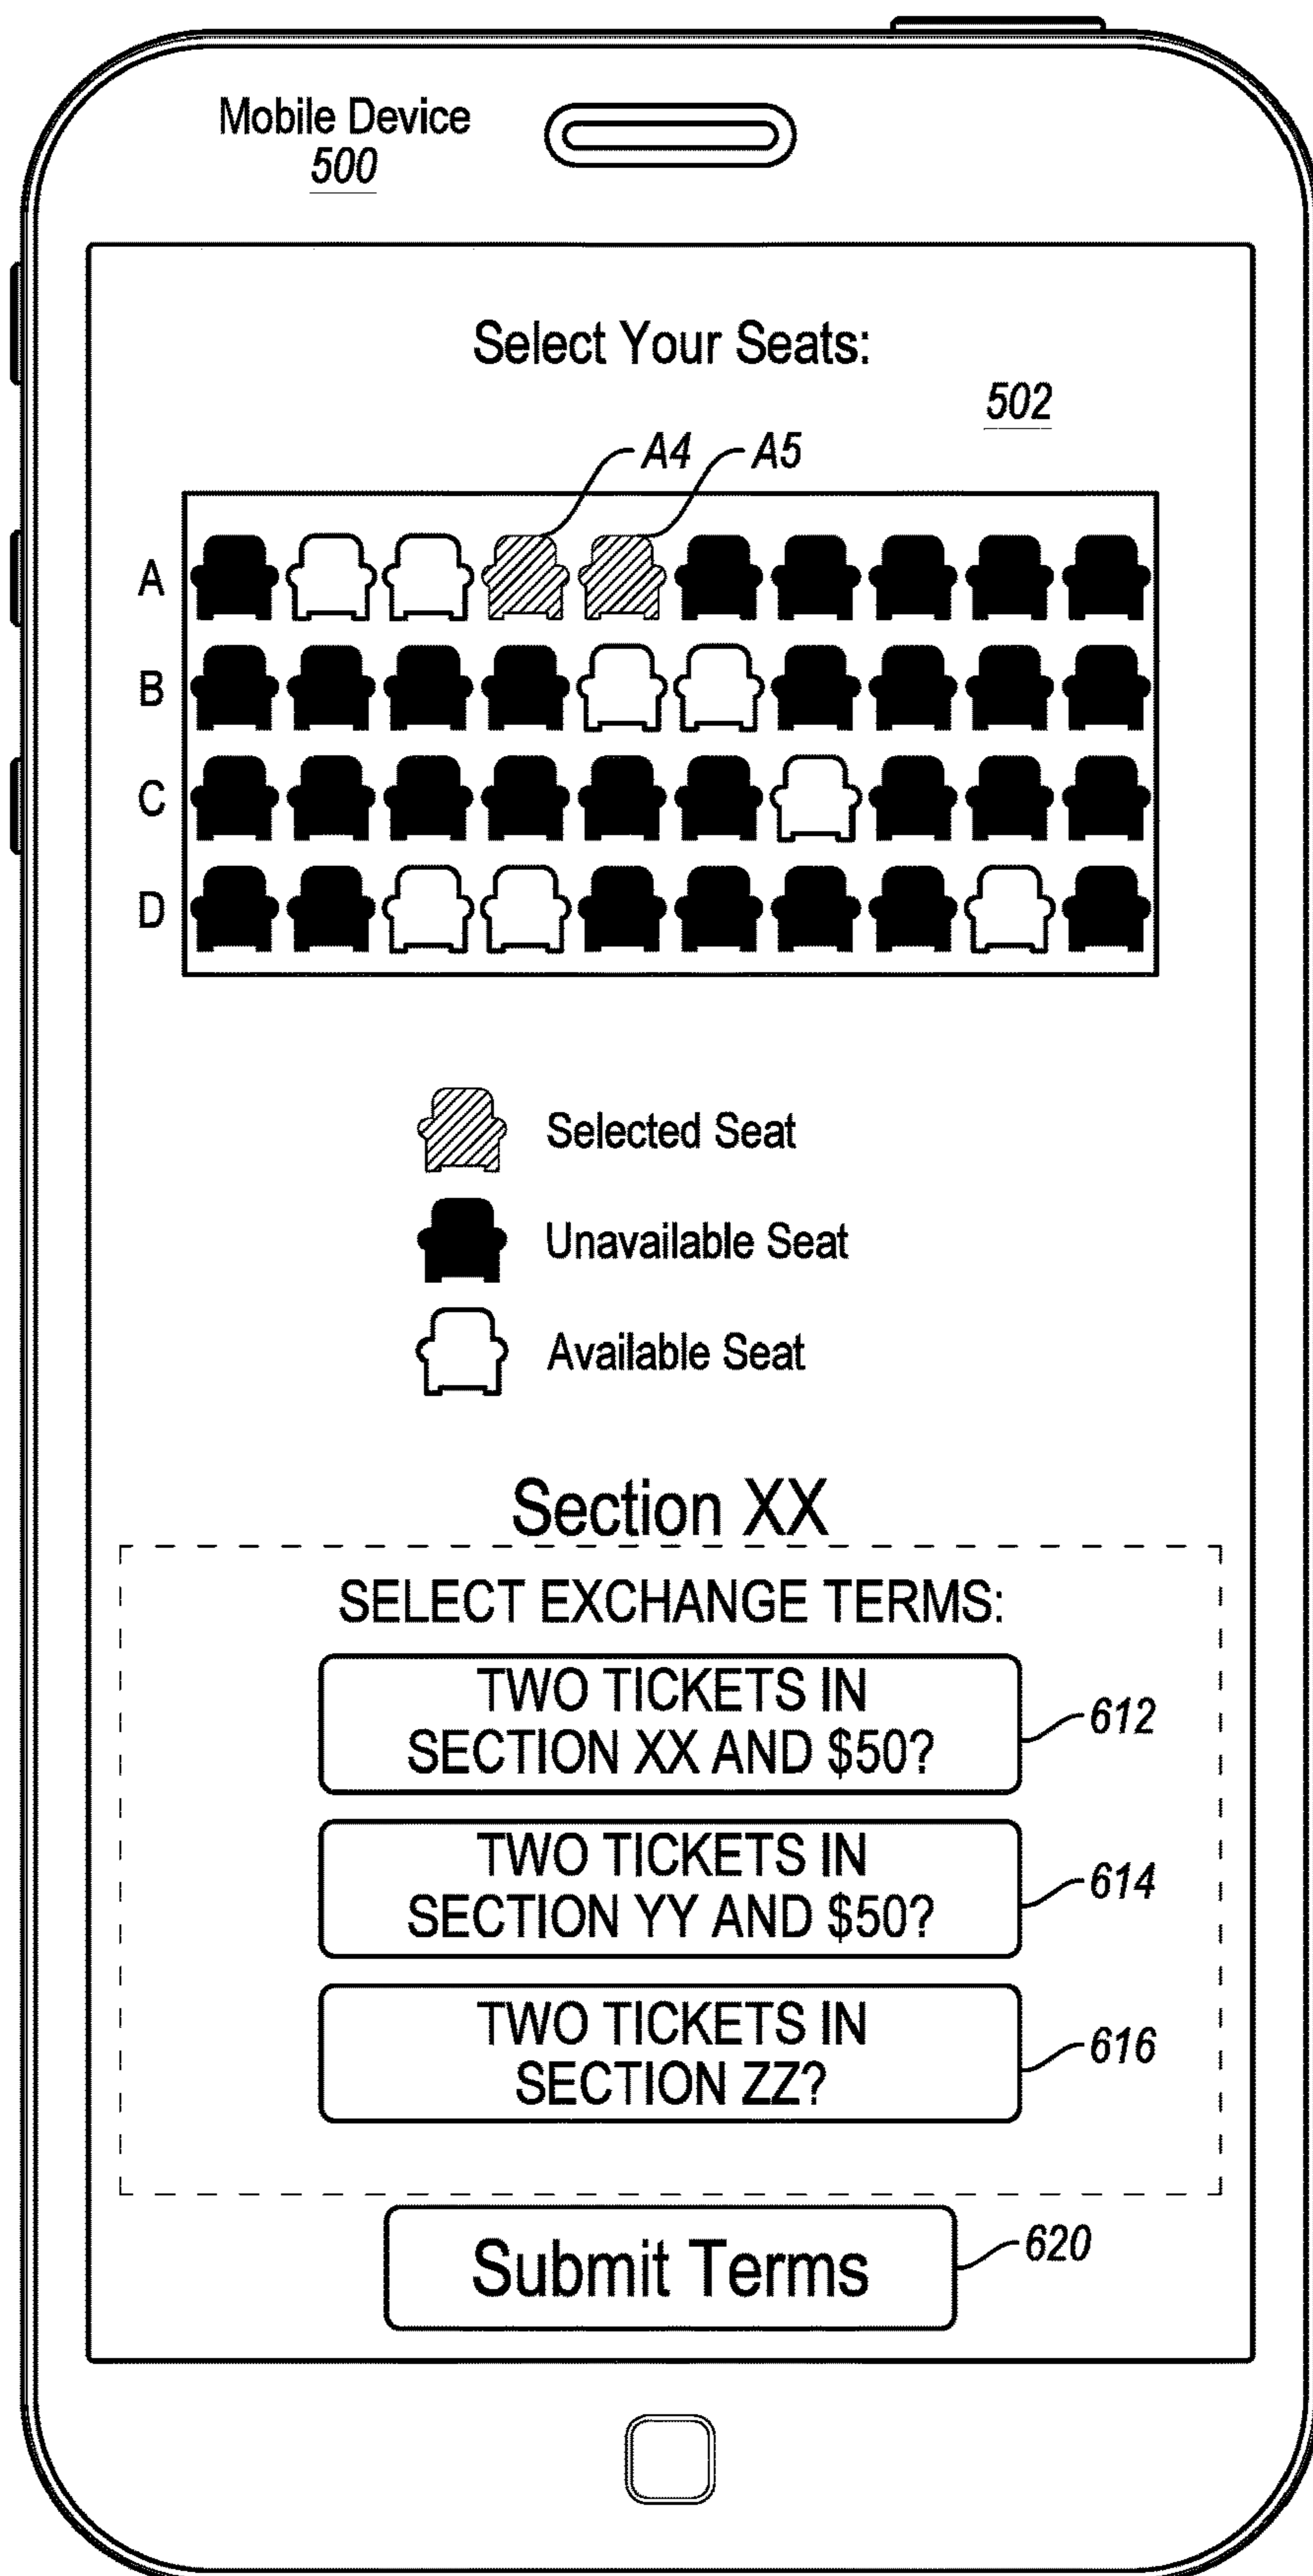 Mobile Device
500
Select Your Seats:
502
A4
A5
A
B
C
D
Selected Seat
Unavailable Seat
Available Seat
Section XX
SELECT EXCHANGE TERMS:
TWO TICKETS IN
SECTION XX AND $50?
612
TWO TICKETS IN
SECTION YY AND $50?
614
TWO TICKETS IN
SECTION ZZ?
616
Submit Terms
620